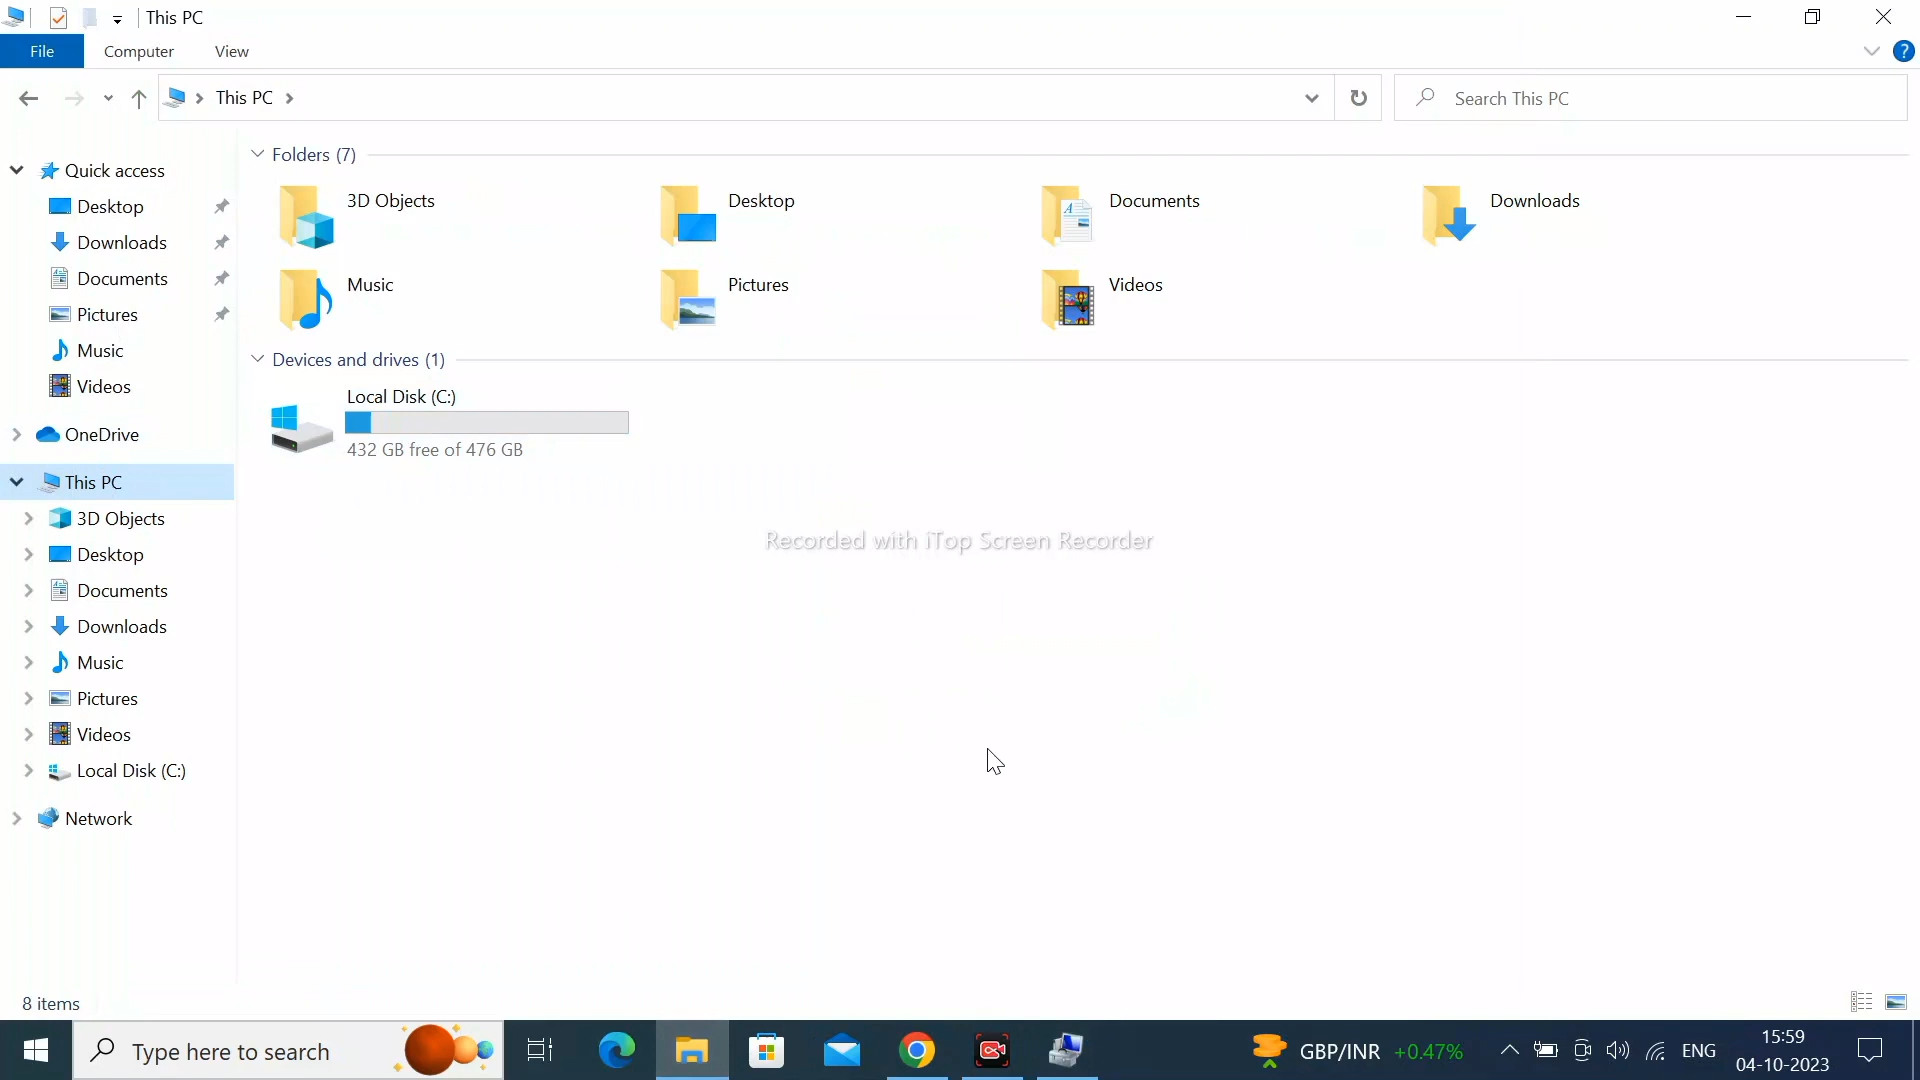 This PC
File Computer View
This PC
Search This PC
Quick access
Desktop
Downloads
Documents
Pictures
Music
Videos
OneDrive
This PC
3D Objects
Desktop
Documents
Downloads
Music
Pictures
Videos
Local Disk (C:)
Network
Folders (7)
3D Objects
Desktop
Documents
Downloads
Music
Pictures
Videos
Devices and drives (1)
Local Disk (C:)
432 GB free of 476 GB
Recorded with iTop Screen Recorder
8 items
Type here to search
GBP/INR +0.47%
ENG
15:59
04-10-2023